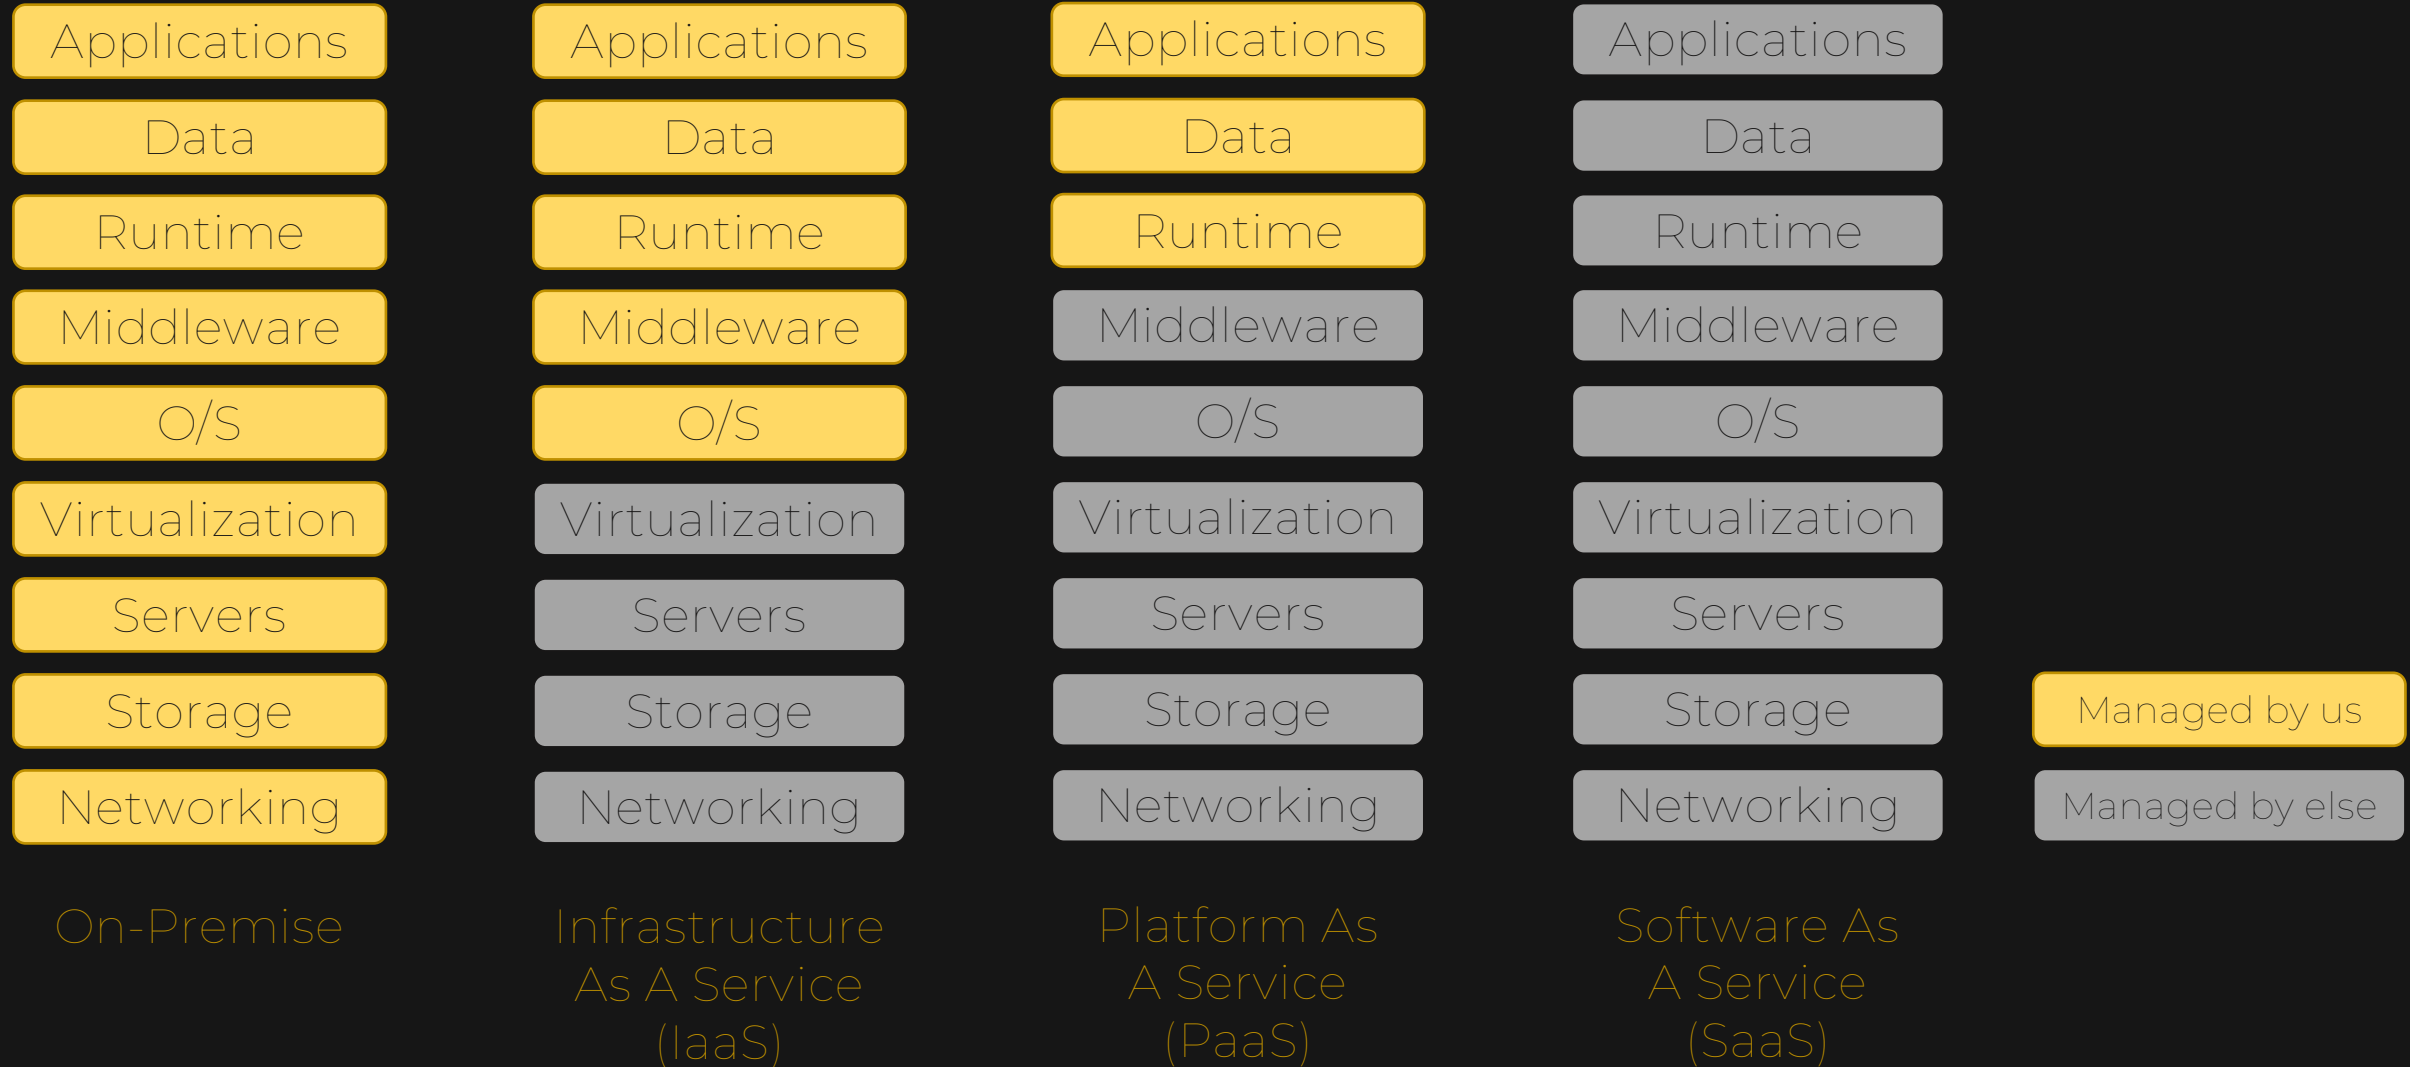 Applications
Data
Runtime
Middleware
O/S
Virtualization
Servers
Storage
Networking
On-Premise
Applications
Data
Runtime
Middleware
O/S
Virtualization
Servers
Storage
Networking
Infrastructure
As A Service
(IaaS)
Applications
Data
Runtime
Middleware
O/S
Virtualization
Servers
Storage
Networking
Platform As
A Service
(PaaS)
Applications
Data
Runtime
Middleware
O/S
Virtualization
Servers
Storage
Networking
Software As
A Service
(SaaS)
Managed by us
Managed by else